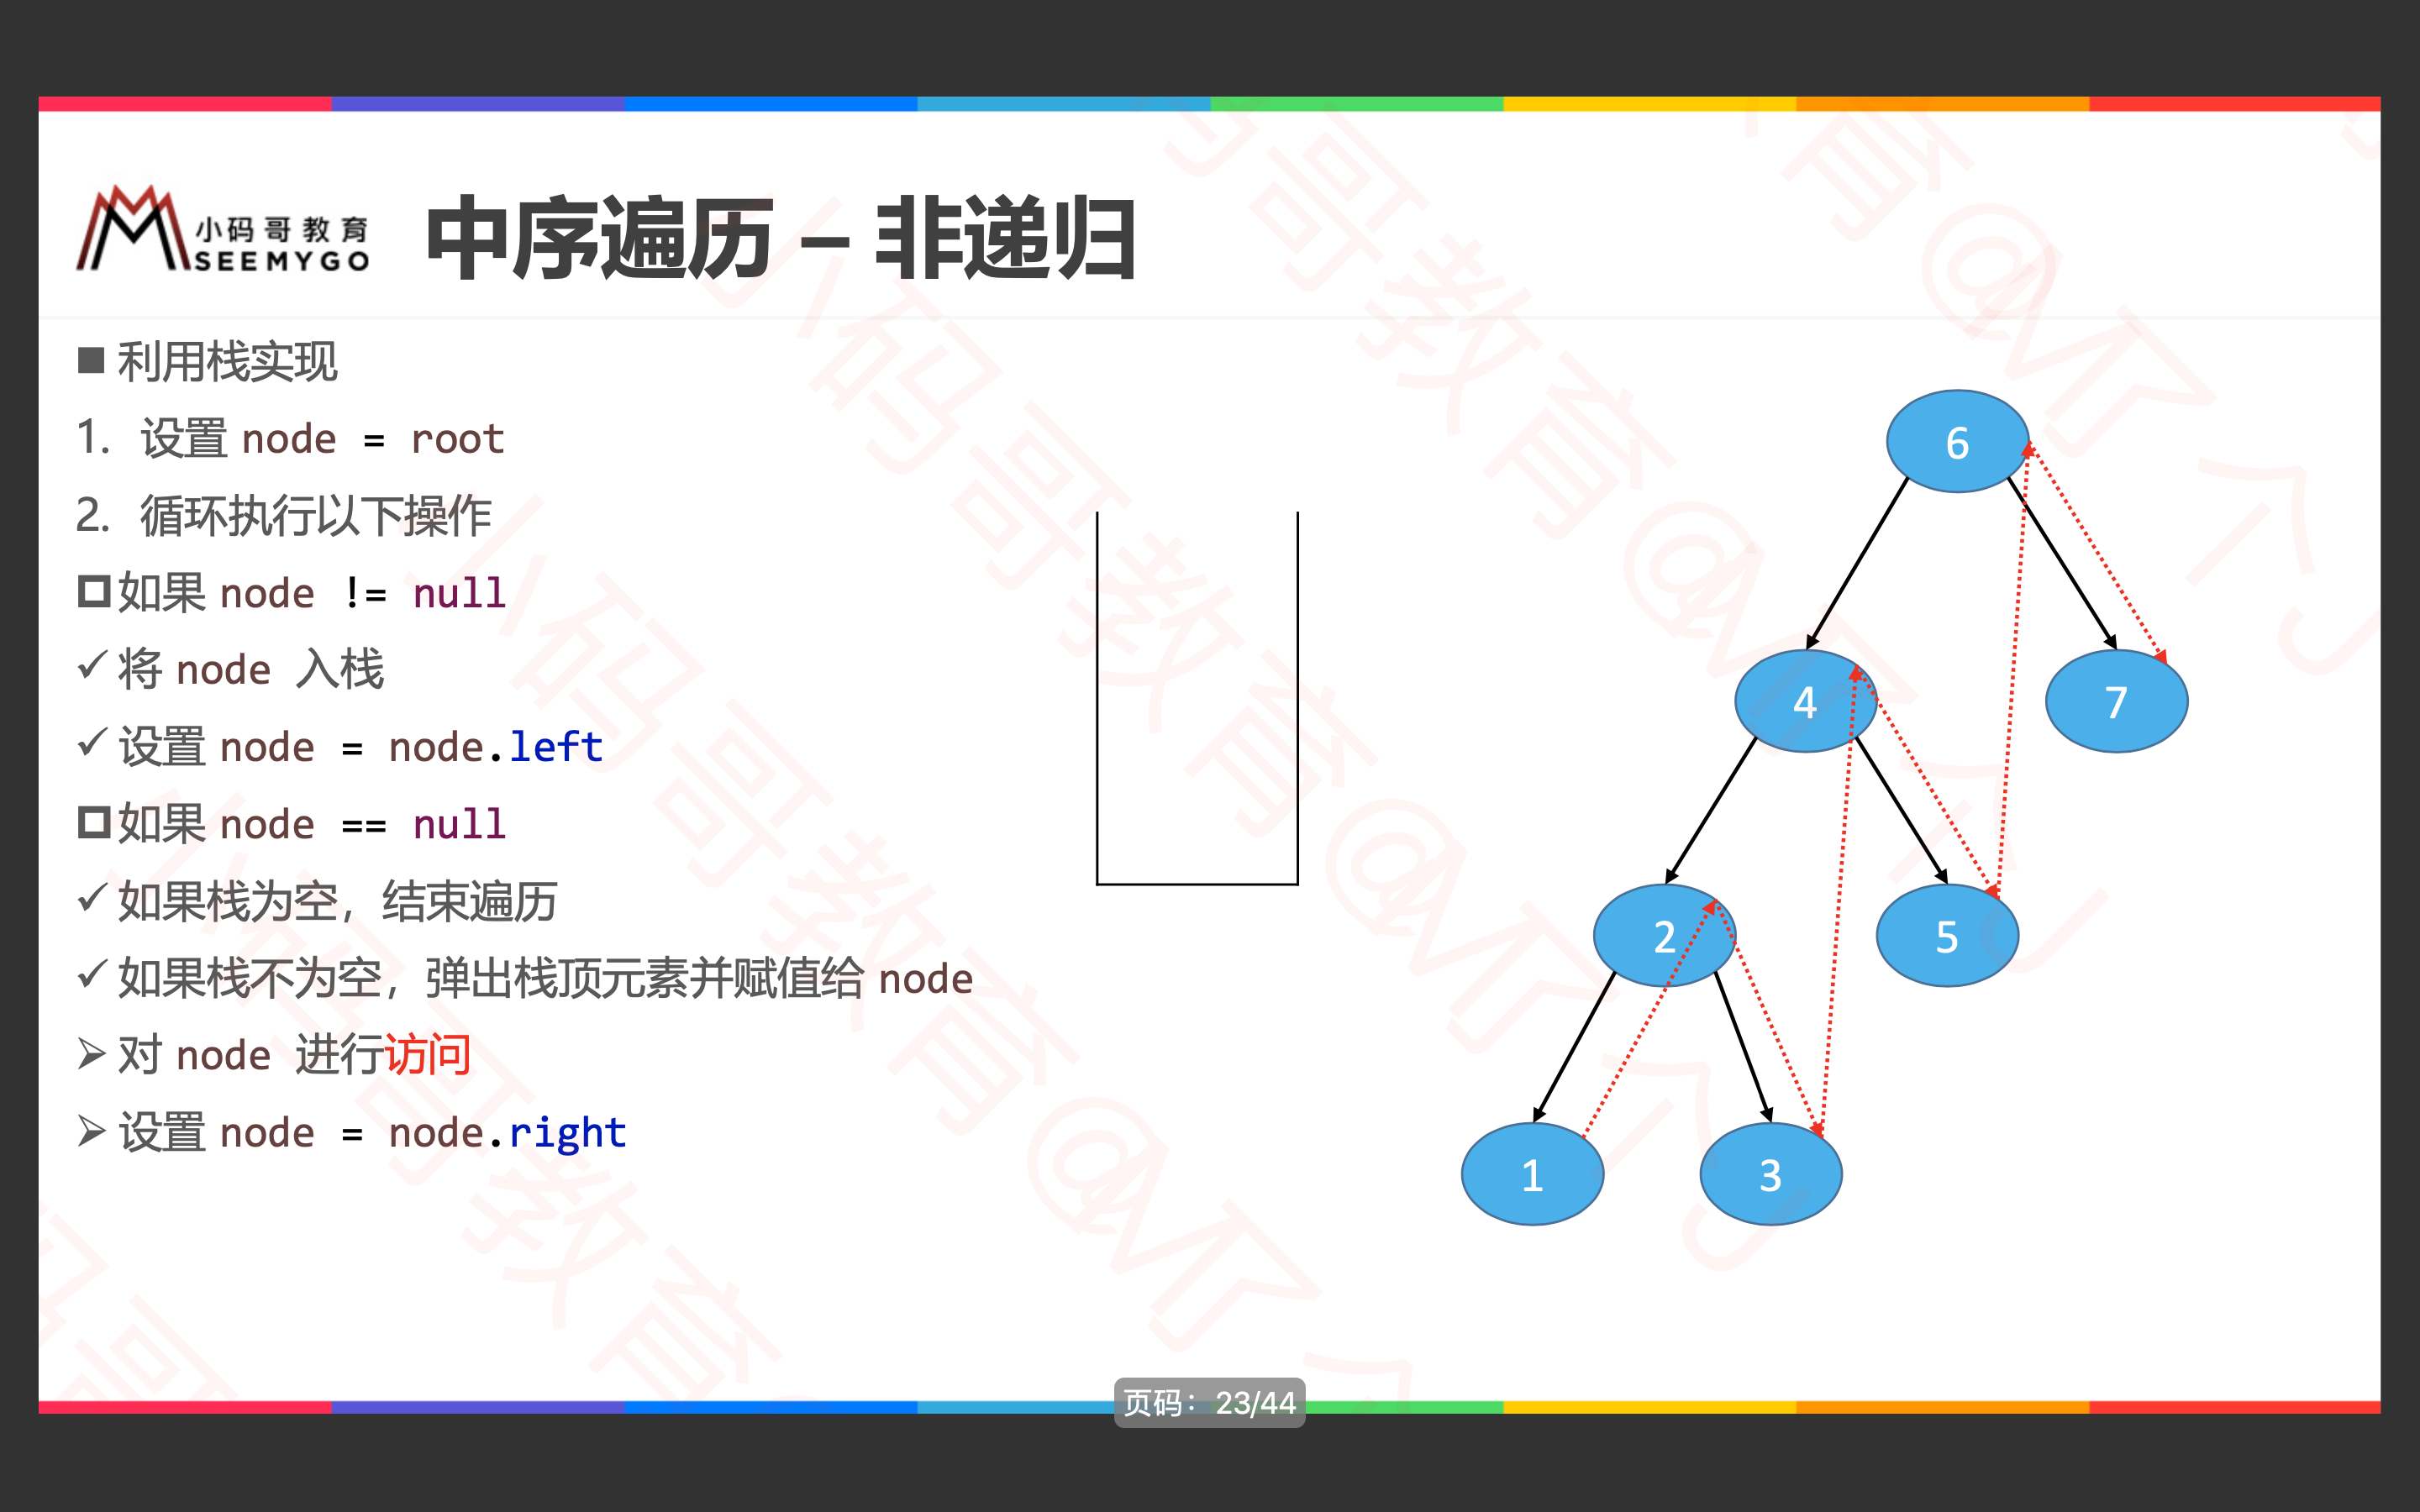 小码哥教育
SEEMYGO
中序遍历 – 非递归
■ 利用栈实现
1. 设置 node = root
2. 循环执行以下操作
如果 node != null
✓ 将 node 入栈
✓ 设置 node = node.left
如果 node == null
✓ 如果栈为空,结束遍历
✓ 如果栈不为空,弹出栈顶元素并赋值给 node
➢ 对 node 进行访问
➢ 设置 node = node.right
6
4
7
2
5
1
3
页码: 23/44